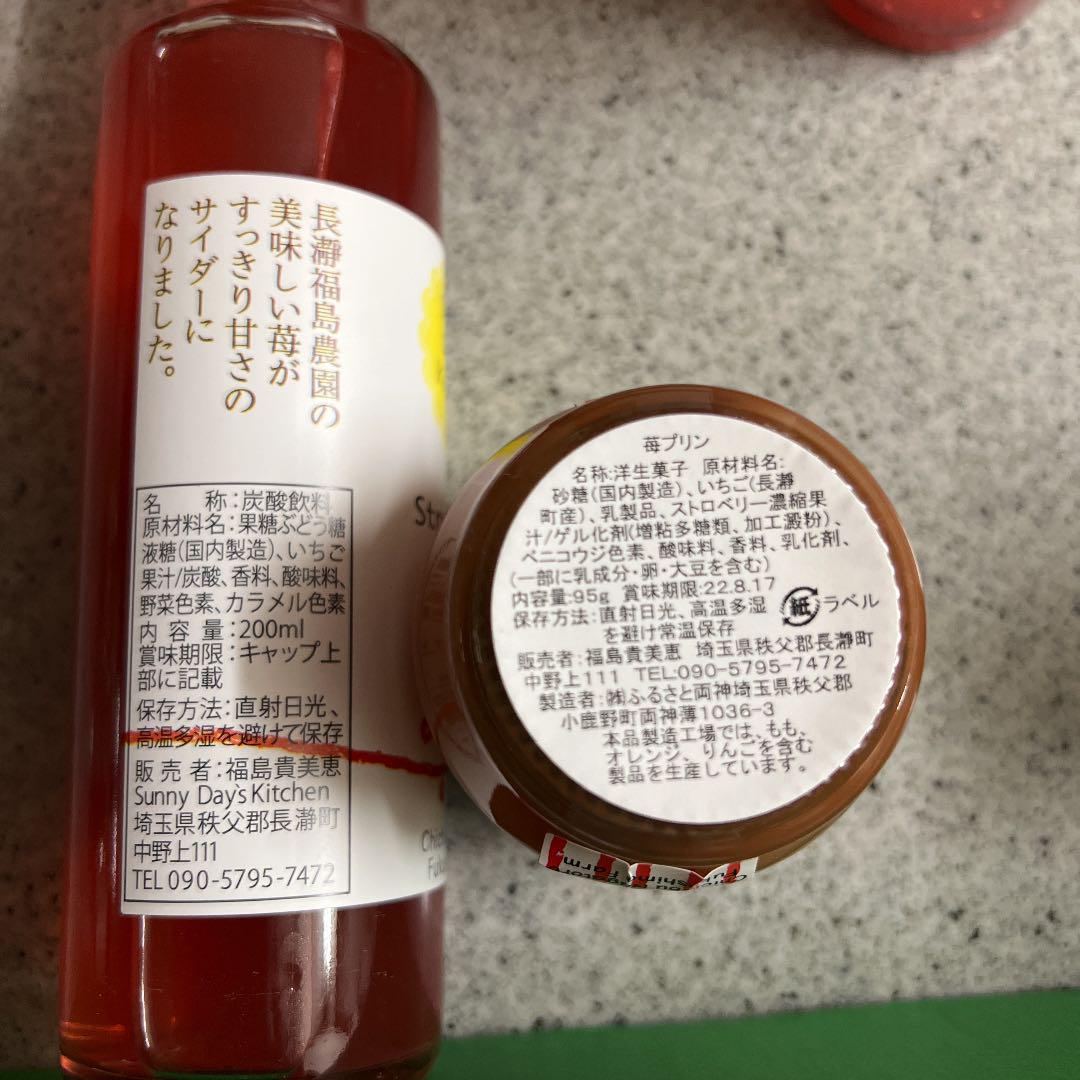 長瀞福島農園の
美味しい苺が
すっきり甘さの
サイダーに
なりました。
名　　称：炭酸飲料
原材料名：果糖ぶどう糖
液糖（国内製造）、いちご
果汁/炭酸、香料、酸味料、
野菜色素、カラメル色素
内 容 量：200ml
賞味期限：キャップ上
部に記載
保存方法：直射日光、
高温多湿を避けて保存
販 売 者：福島貴美恵
Sunny Day's Kitchen
埼玉県秩父郡長瀞町
中野上111
TEL 090-5795-7472
苺プリン
名称:洋生菓子　原材料名:
砂糖（国内製造）、いちご（長瀞
町産）、乳製品、ストロベリー濃縮果
汁/ゲル化剤（増粘多糖類、加工澱粉）、
ベニコウジ色素、酸味料、香料、乳化剤、
（一部に乳成分・卵・大豆を含む）
内容量:95g　賞味期限:22.8.17
保存方法:直射日光、高温多湿
を避け常温保存
紙 ラベル
販売者:福島貴美恵　埼玉県秩父郡長瀞町
中野上111　TEL:090-5795-7472
製造者:㈱ふるさと両神埼玉県秩父郡
小鹿野町両神薄1036-3
本品製造工場では、もも、
オレンジ、りんごを含む
製品を生産しています。